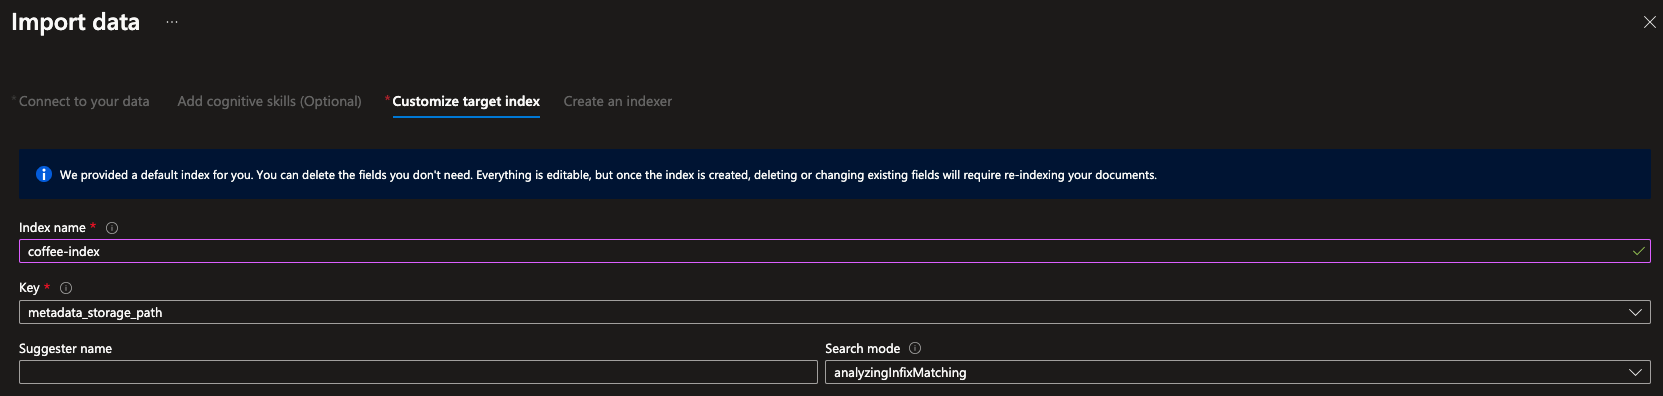 Import data ...
* Connect to your data Add cognitive skills (Optional) * Customize target index Create an indexer
We provided a default index for you. You can delete the fields you don't need. Everything is editable, but once the index is created, deleting or changing existing fields will require re-indexing your documents.
Index name *
coffee-index
Key *
metadata_storage_path
Suggester name Search mode
analyzingInfixMatching